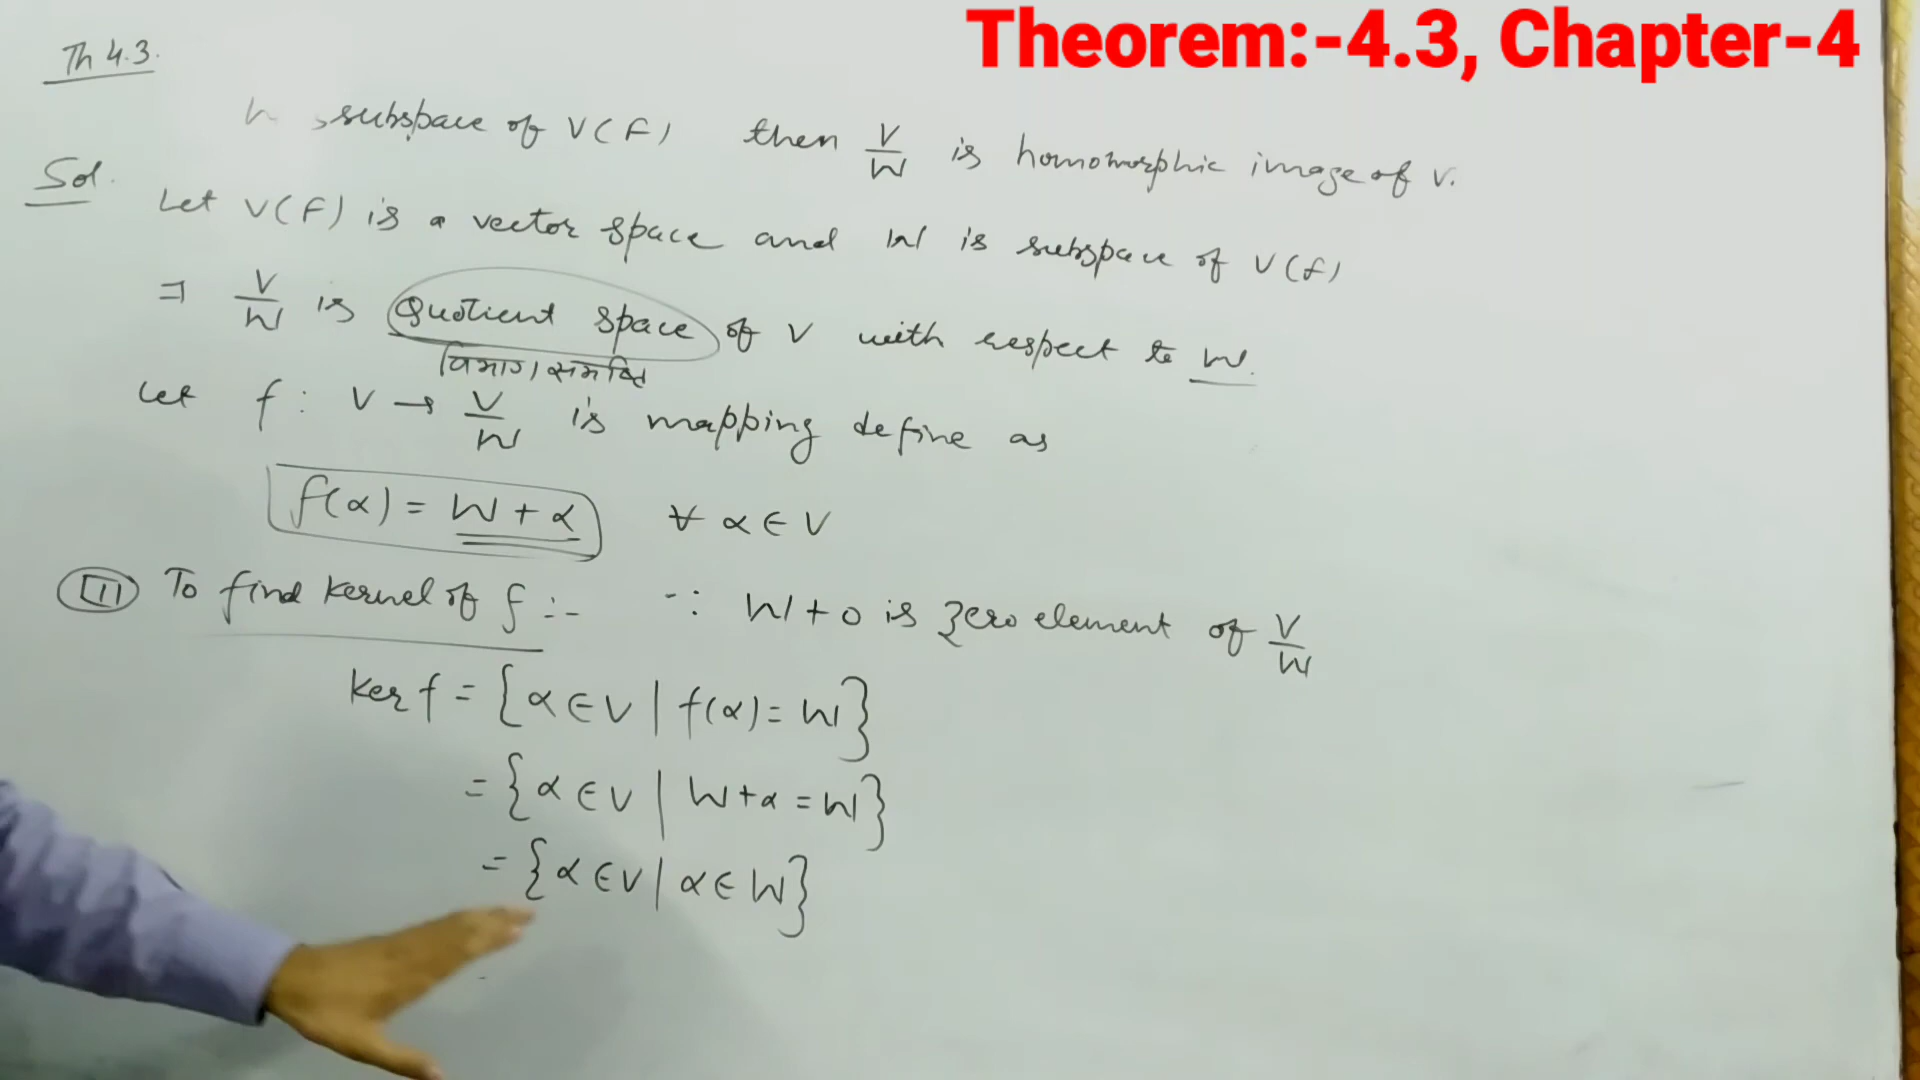 Theorem:-4.3, Chapter-4
Th 4.3.
subspace of V(F) then V/W is homomorphic image of V.
Sol. Let V(F) is a vector space and W is subspace of V(F)
⇒ V/W is Quotient space of V with respect to W.
विभाग समष्टि
Let f : V → V/W is mapping define as
f(α) = W + α ∀ α ∈ V
III To find Kernel of f :- ∵ W + 0 is zero element of V/W
Ker f = {α ∈ V | f(α) = W}
= {α ∈ V | W + α = W}
= {α ∈ V | α ∈ W}